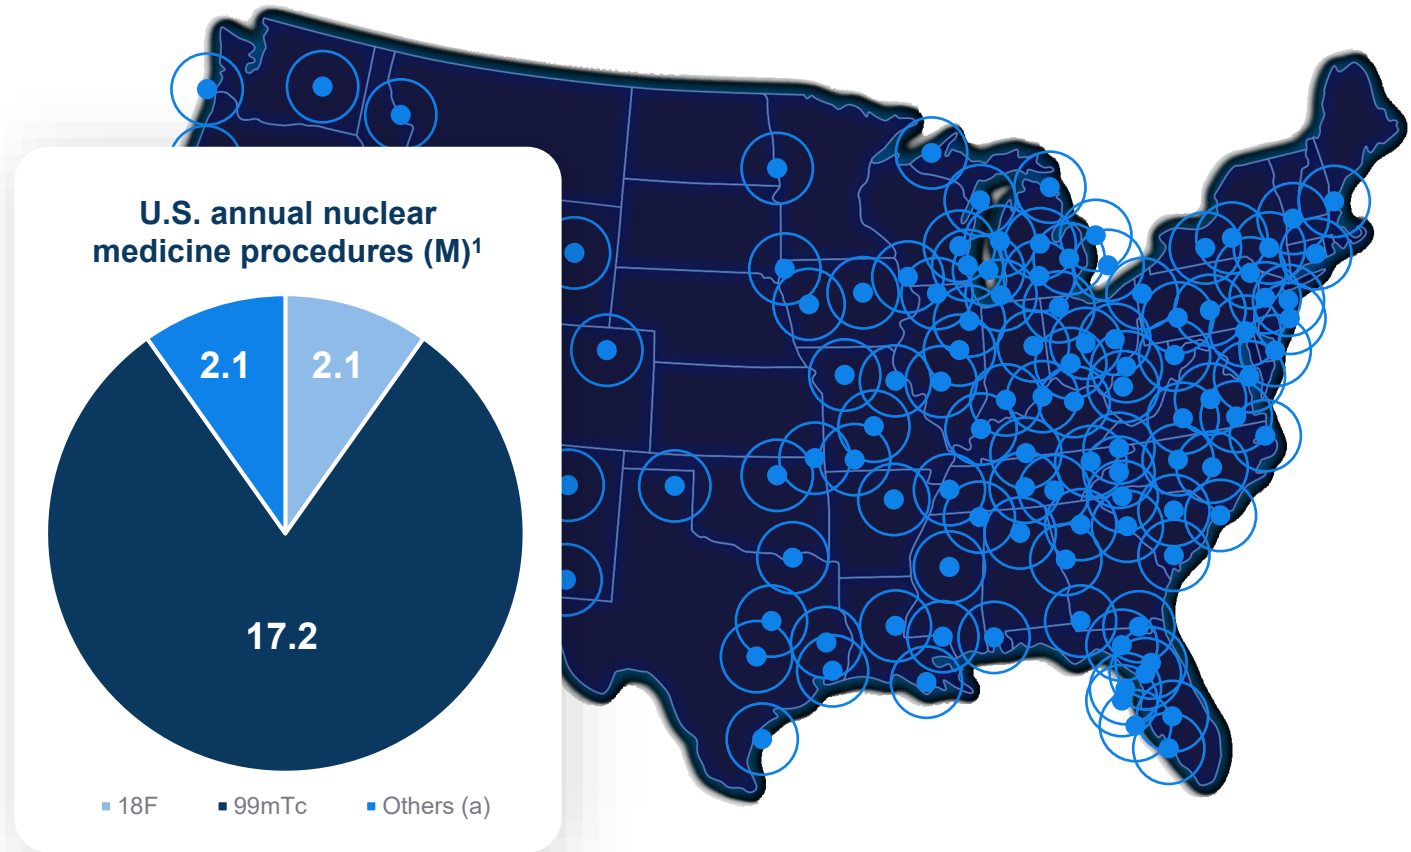 U.S. annual nuclear
medicine procedures (M)¹
2.1 2.1
17.2
18F 99mTc Others (a)